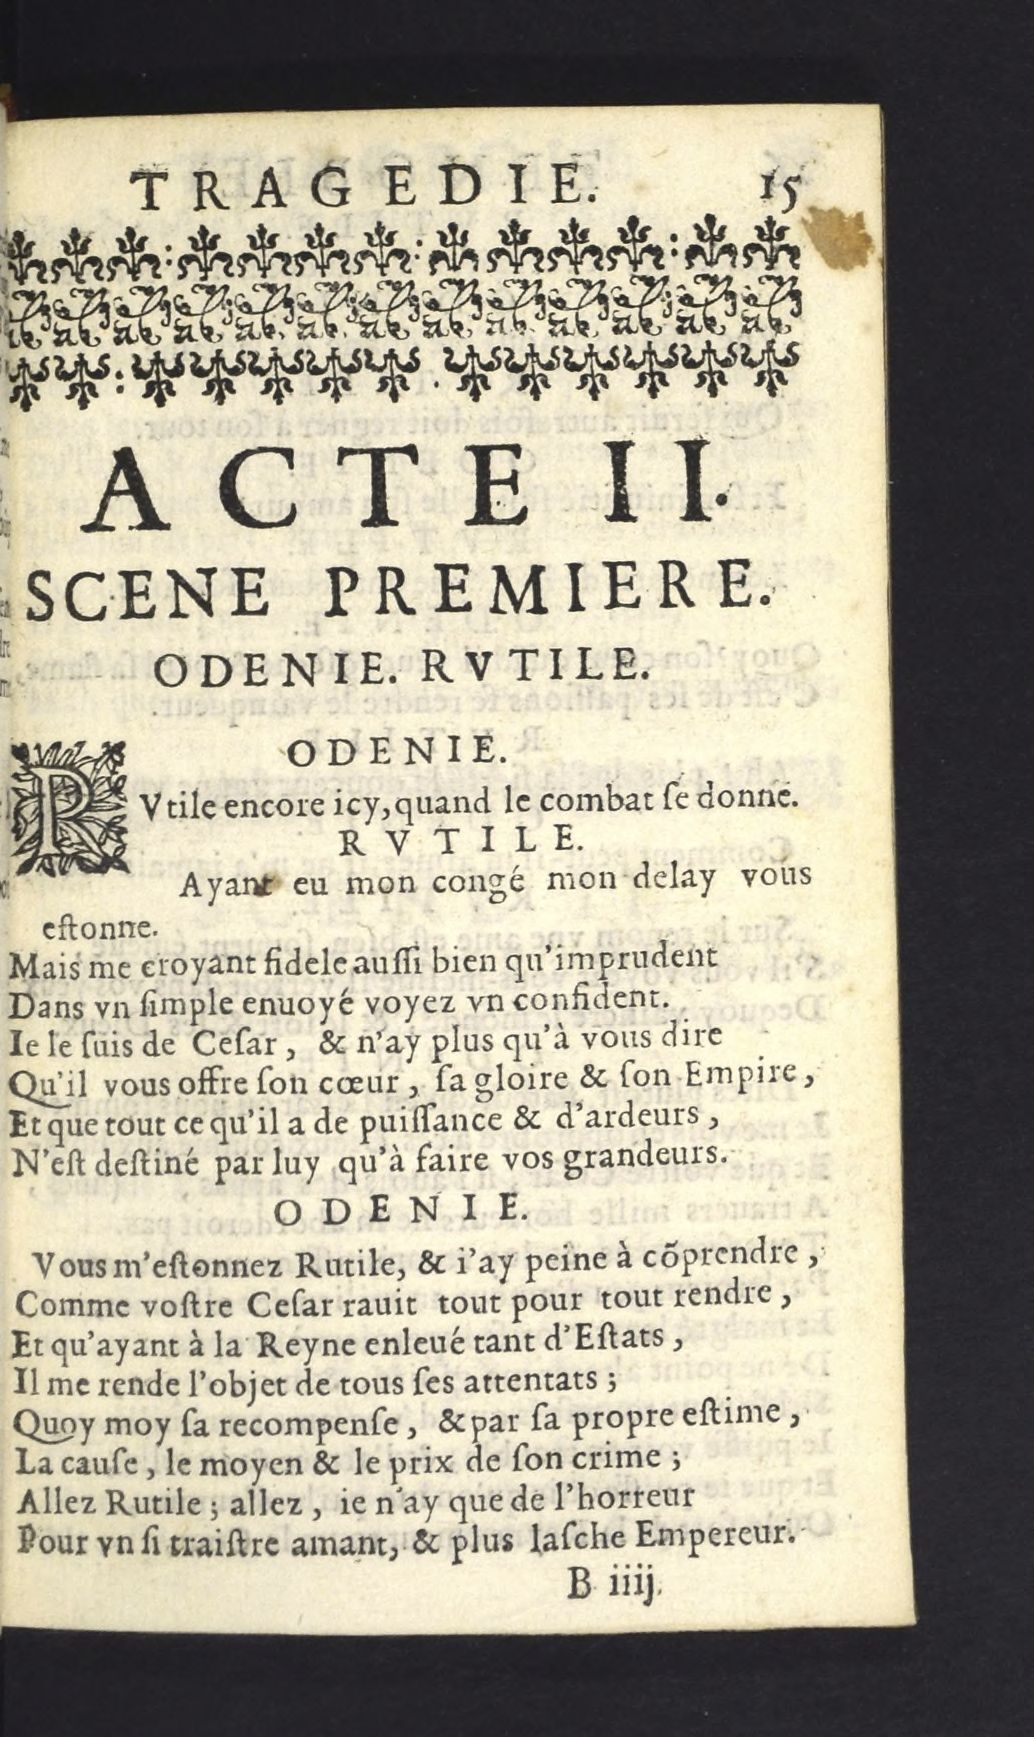 TRAGEDIE. 15
ACTE II.
SCENE PREMIERE.
ODENIE. RVTILE.
ODENIE.
RVtile encore icy, quand le combat ſe donne.
RVTILE.
Ayant eu mon congé mon delay vous
eſtonne.
Mais me croyant fidele auſſi bien qu'imprudent
Dans vn ſimple enuoyé voyez vn confident.
Ie le ſuis de Ceſar, & n'ay plus qu'à vous dire
Qu'il vous offre ſon cœur, ſa gloire & ſon Empire,
Et que tout ce qu'il a de puiſſance & d'ardeurs,
N'eſt deſtiné par luy qu'à faire vos grandeurs.
ODENIE.
Vous m'eſtonnez Rutile, & i'ay peine à cõprendre,
Comme voſtre Ceſar rauit tout pour tout rendre,
Et qu'ayant à la Reyne enleué tant d'Eſtats,
Il me rende l'objet de tous ſes attentats;
Quoy moy ſa recompenſe, & par ſa propre eſtime,
La cauſe, le moyen & le prix de ſon crime;
Allez Rutile; allez, ie n'ay que de l'horreur
Pour vn ſi traiſtre amant, & plus laſche Empereur.
B iiij.